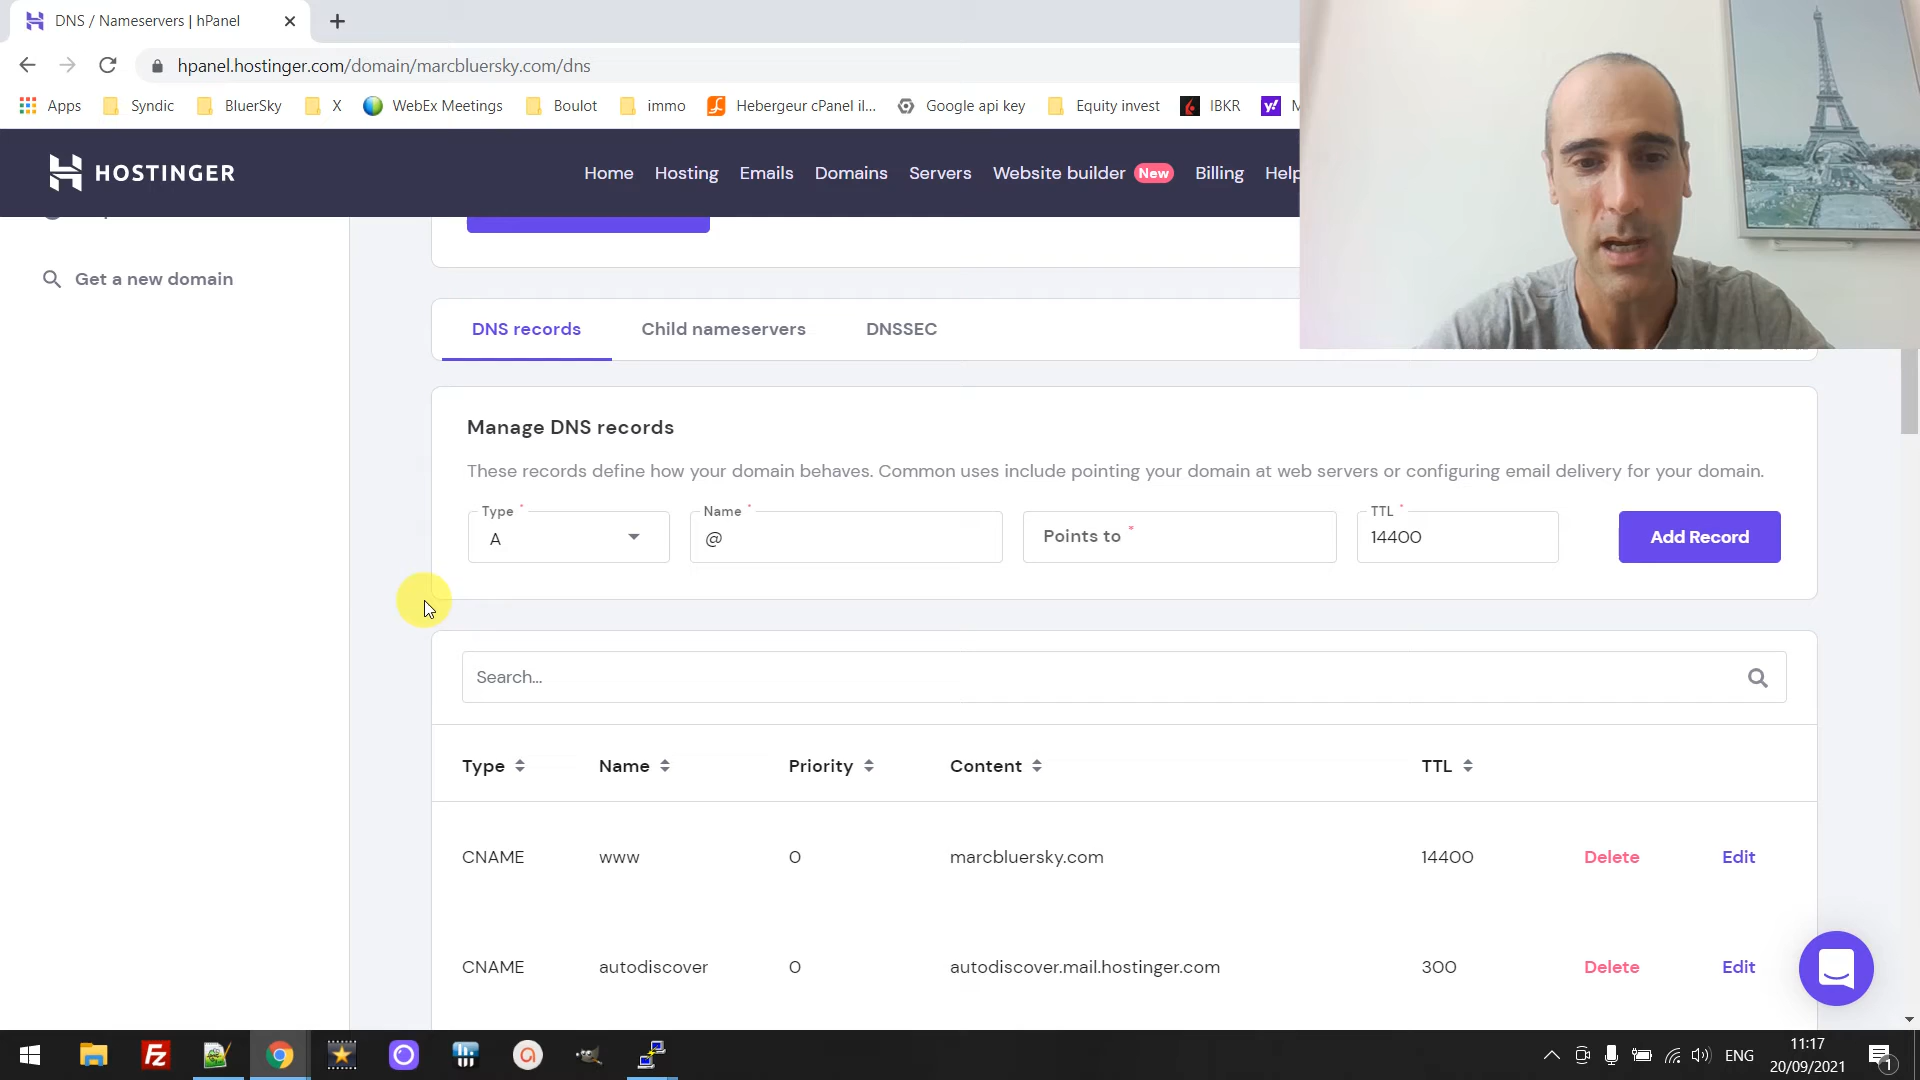 DNS / Nameservers | hPanel
hpanel.hostinger.com/domain/marcbluersky.com/dns
Apps Syndic BluerSky X WebEx Meetings Boulot immo Hebergeur cPanel il... Google api key Equity invest IBKR
HOSTINGER Home Hosting Emails Domains Servers Website builder New Billing Help
Get a new domain
DNS records Child nameservers DNSSEC
Manage DNS records
These records define how your domain behaves. Common uses include pointing your domain at web servers or configuring email delivery for your domain.
Type * Name * TTL *
A @ Points to * 14400 Add Record
Search...
Type Name Priority Content TTL
CNAME www 0 marcbluersky.com 14400 Delete Edit
CNAME autodiscover 0 autodiscover.mail.hostinger.com 300 Delete Edit
ENG 11:17
20/09/2021 1